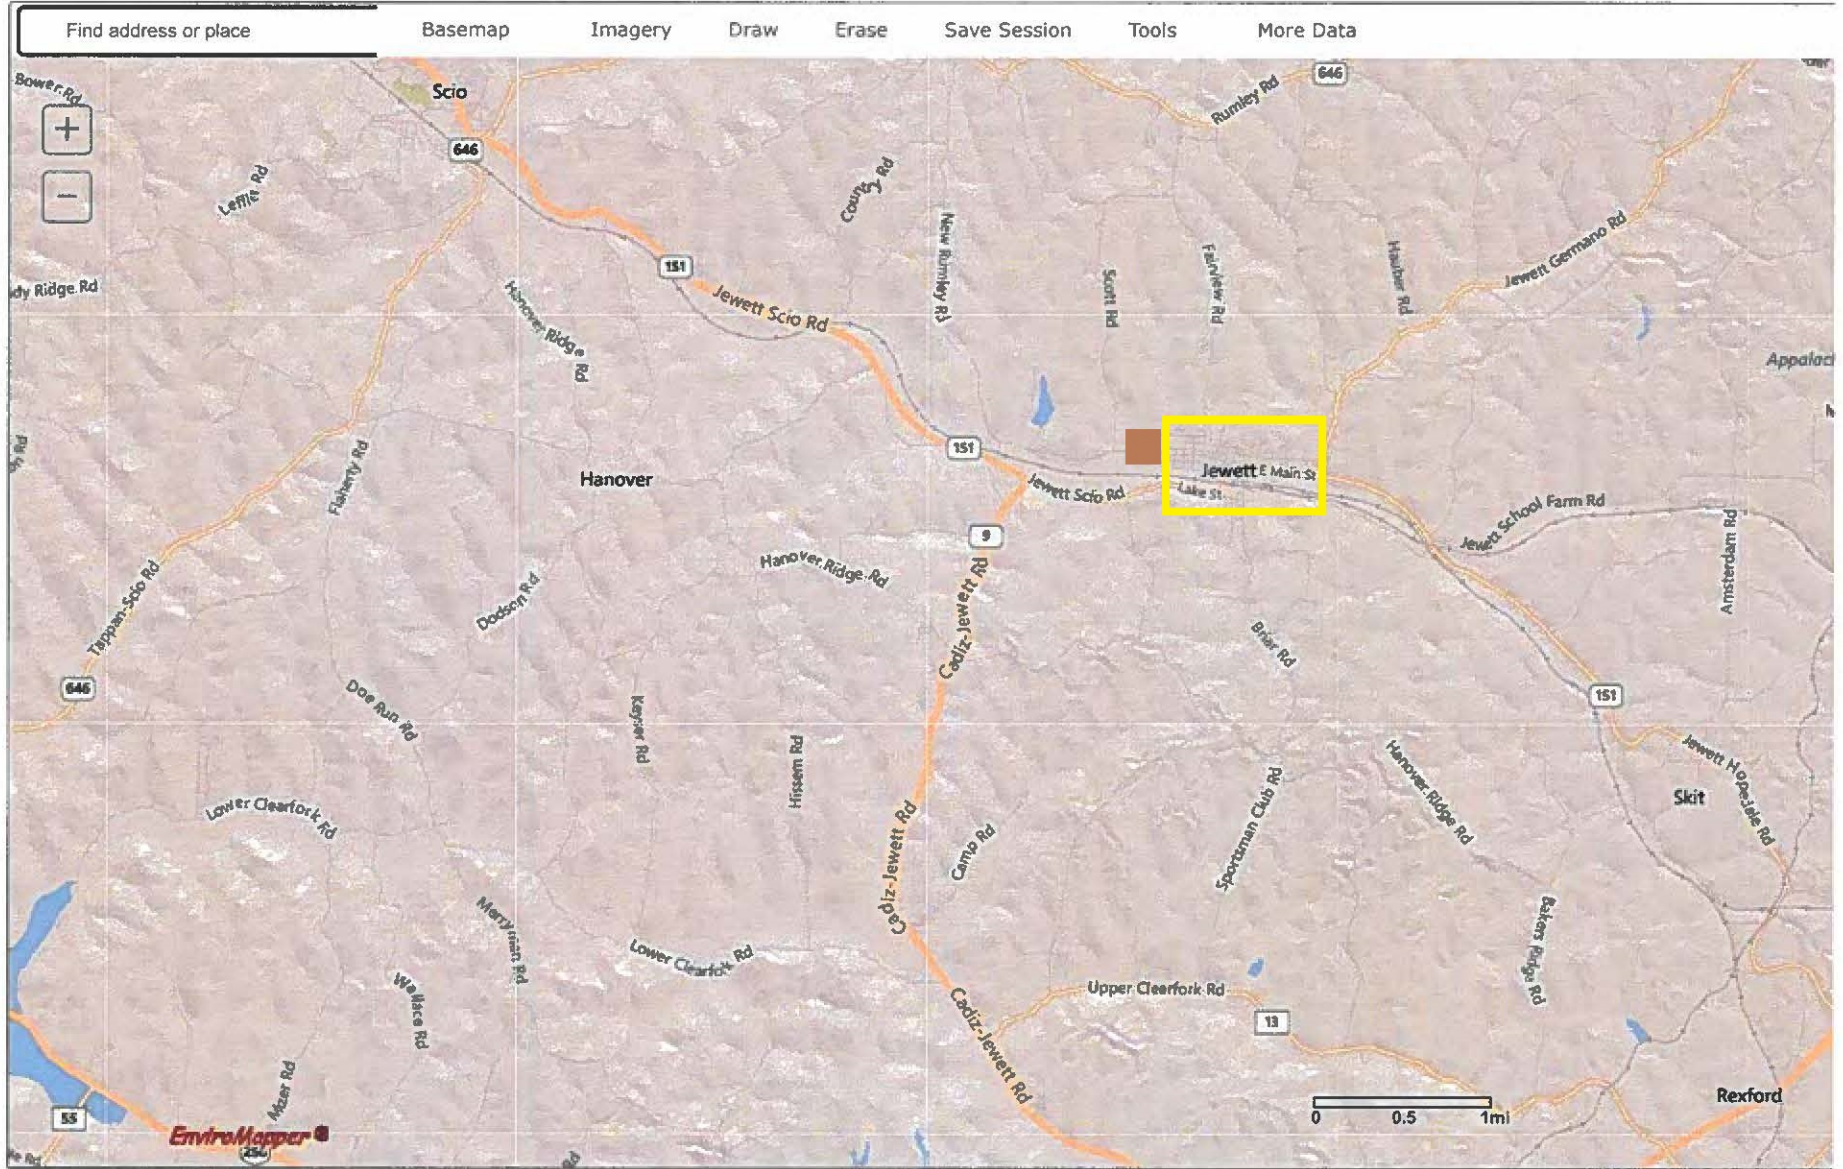 Find address or place
Basemap
Imagery
Draw
Erase
Save Session
Tools
More Data
Bower Rd
Scio
646
Rumley Rd
646
+
646
−
Leffle Rd
County Rd
New Rumley Rd
Scott Rd
Fairview Rd
Hauber Rd
Jewett Germano Rd
151
dy Ridge Rd
Hanover Ridge Rd
Jewett Scio Rd
Appalach
151
Flaherty Rd
Hanover
Jewett
E Main St
Jewett Scio Rd
Lake St
Jewett School Farm Rd
9
Amsterdam Rd
Hanover Ridge Rd
Tappan-Scio Rd
Dodson Rd
Cadiz-Jewett Rd
Briar Rd
646
151
Doe Run Rd
Keyser Rd
Hissem Rd
Hanover Ridge Rd
Jewett Hopedale Rd
Skit
Lower Clearfork Rd
Cadiz-Jewett Rd
Camp Rd
Sportsman Club Rd
Merryman Rd
Lower Clearfork Rd
Bakers Ridge Rd
Wallace Rd
Upper Clearfork Rd
Cadiz-Jewett Rd
13
Mizer Rd
Rexford
0 0.5 1mi
55
EnviroMapper
250
Rd